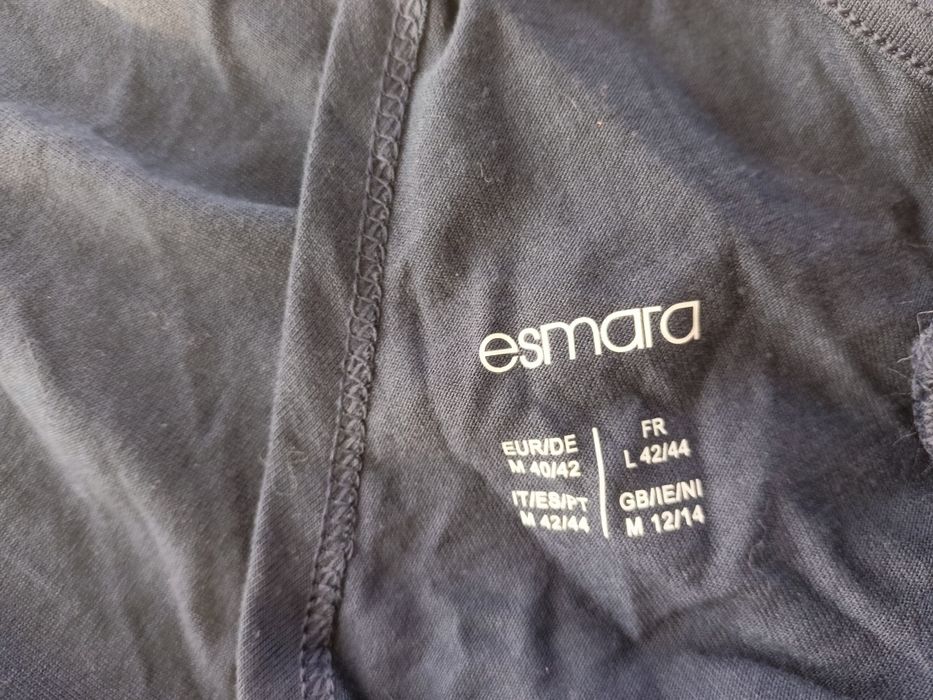 esmara
EUR/DE
M 40/42
IT/ES/PT
M 42/44
FR
L 42/44
GB/IE/NI
M 12/14